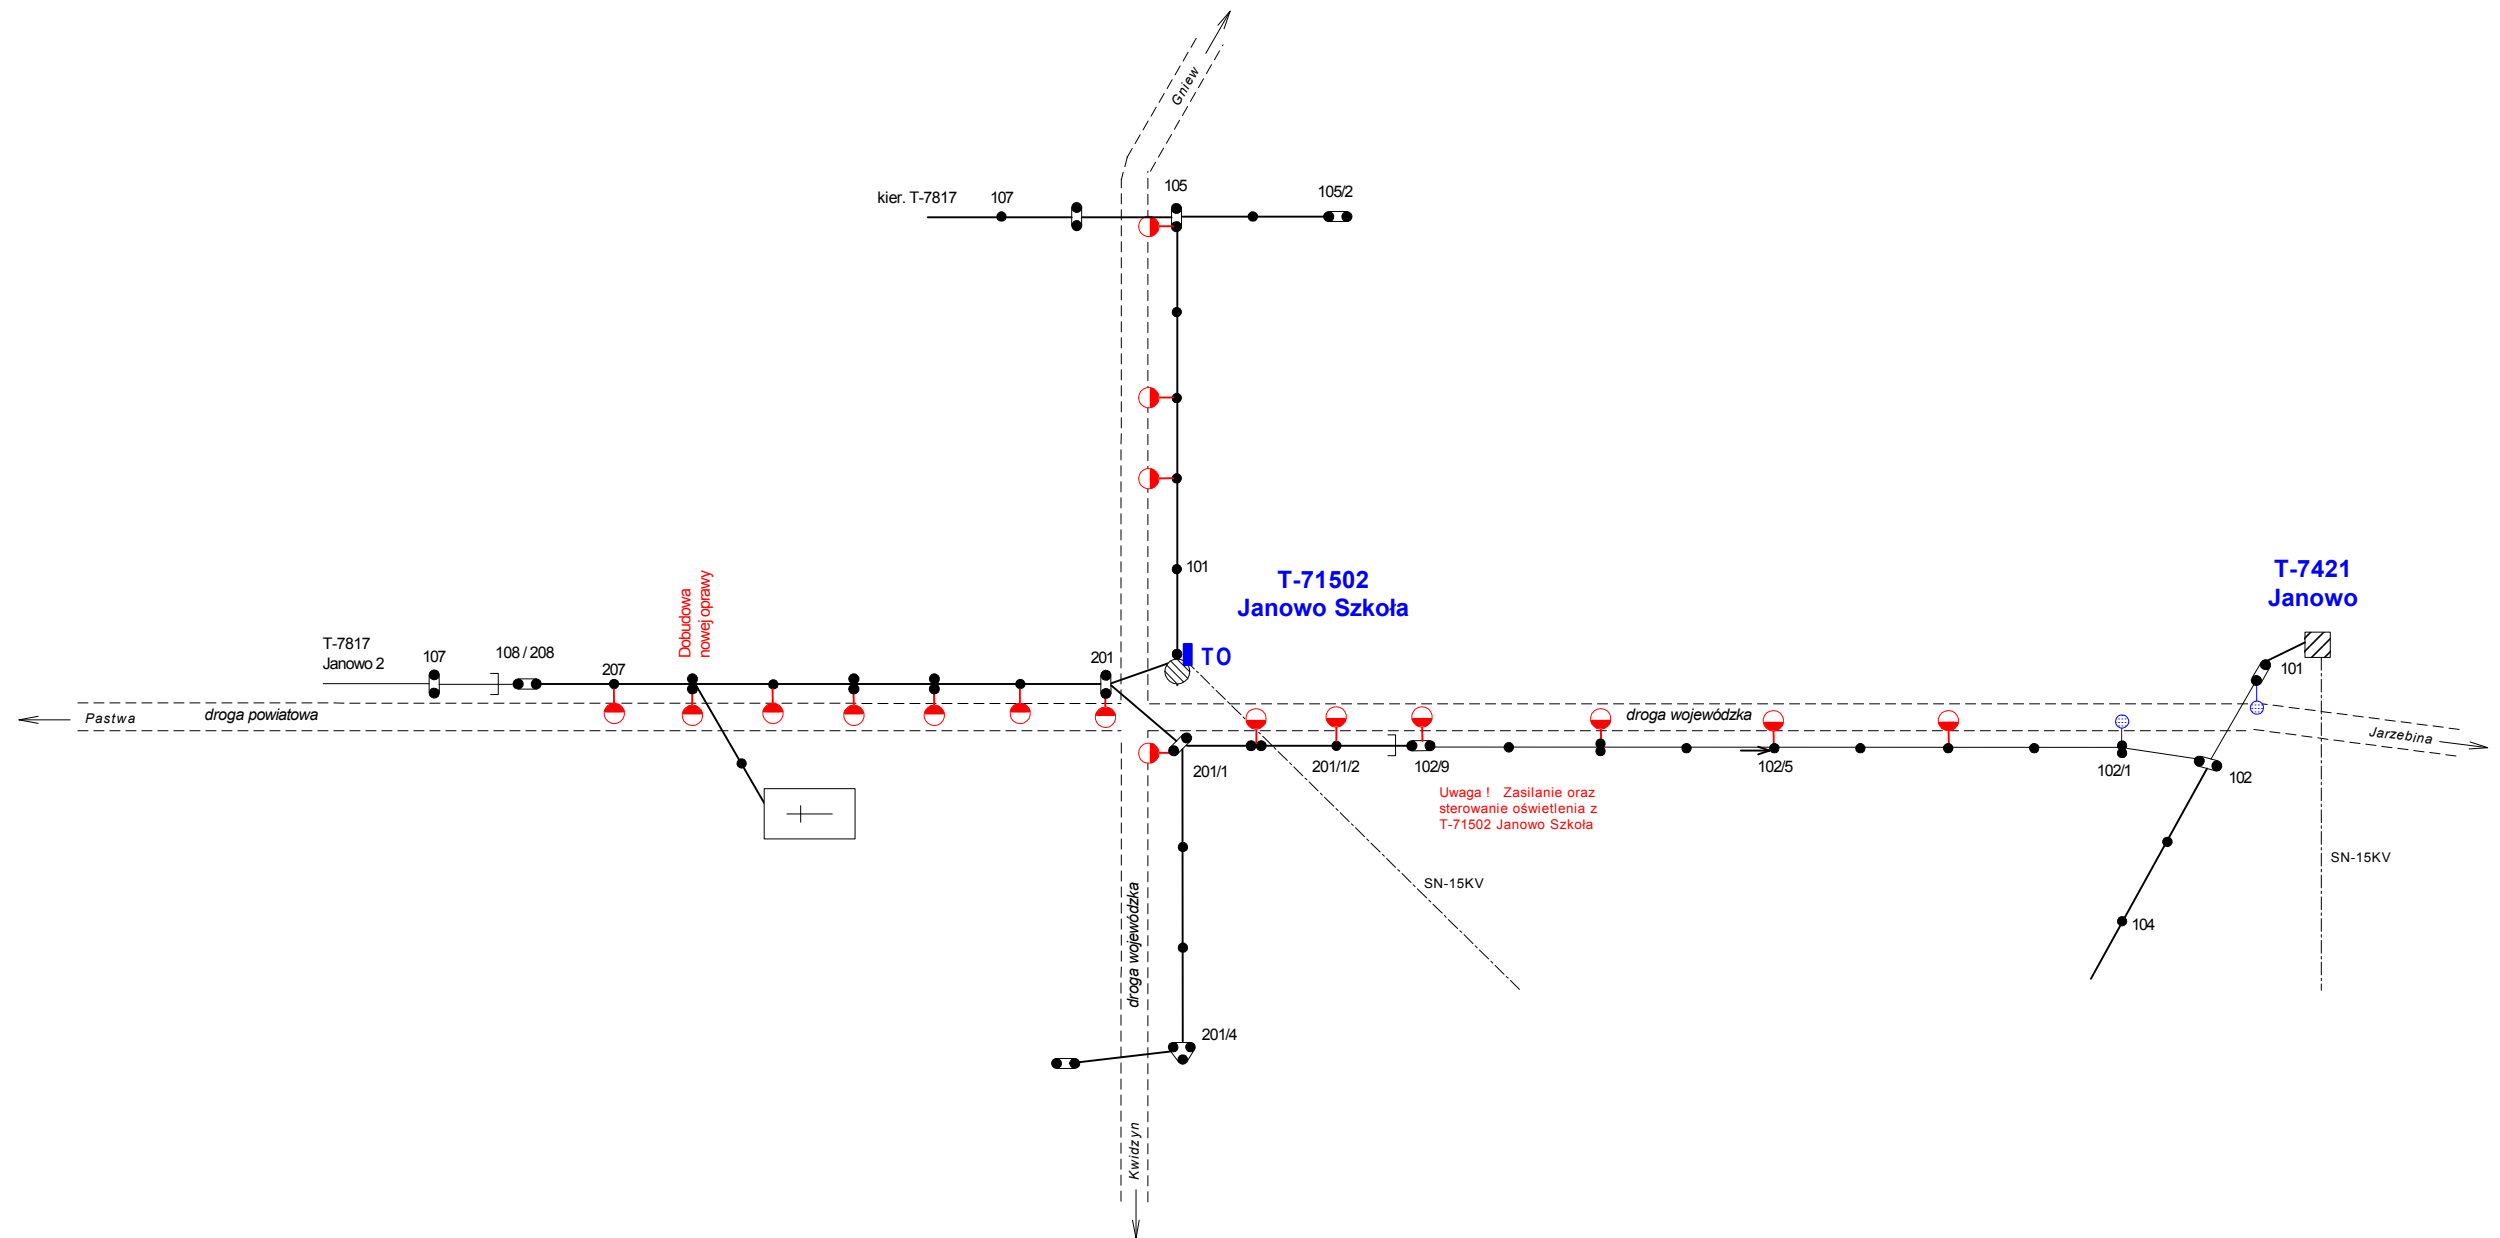 Gniew
105
105/2
kier. T-7817
107
101
T-71502
Janowo Szkoła
T-7421
Janowo
Dobudowa
nowej oprawy
T-7817
Janowo 2
107
108 / 208
207
201
TO
101
Pastwa
droga powiatowa
droga wojewódzka
Jarzebina
201/1
201/1/2
102/9
102/5
102/1
102
Uwaga ! Zasilanie oraz
sterowanie oświetlenia z
T-71502 Janowo Szkoła
SN-15KV
SN-15KV
104
droga wojewódzka
201/4
Kwidzyn